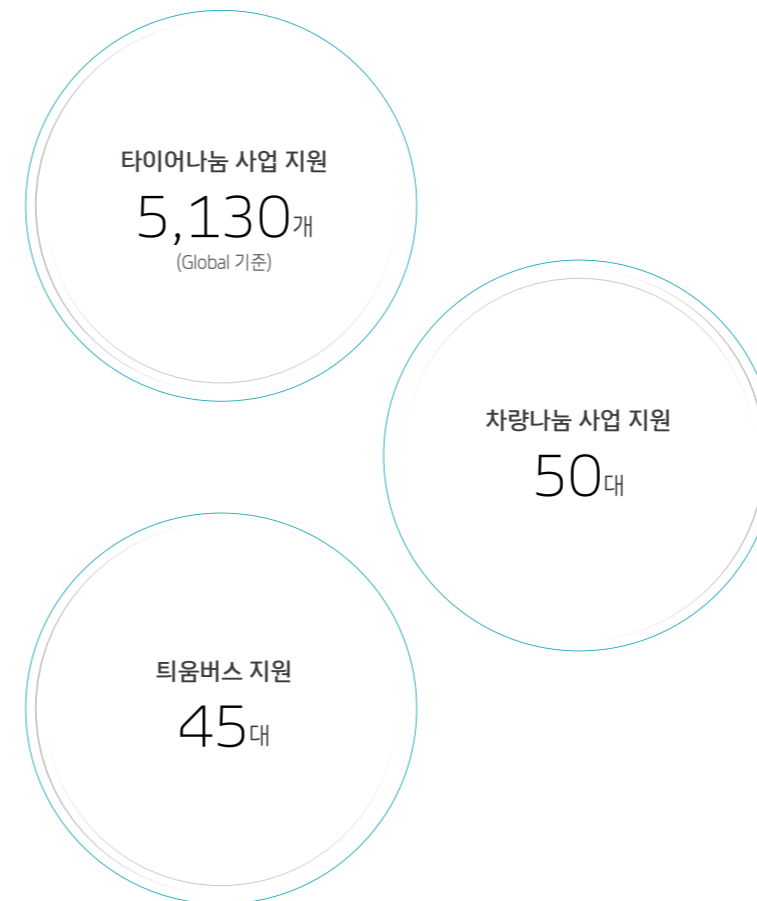 타이어나눔 사업 지원
5,130개
(Global 기준)
차량나눔 사업 지원
50대
틔움버스 지원
45대